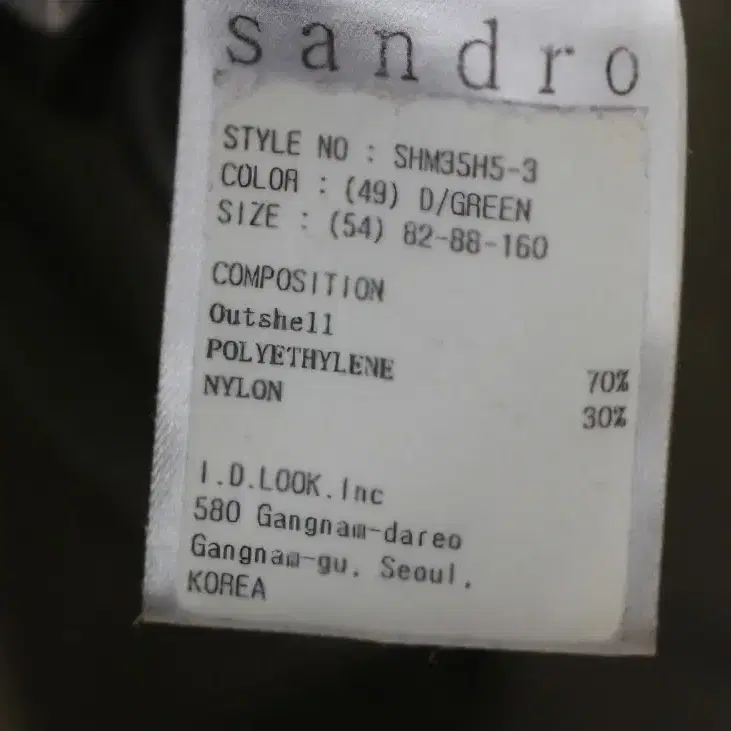 sandro
STYLE NO : SHM35H5-3
COLOR : (49) D/GREEN
SIZE : (54) 82-88-160
COMPOSITION
Outshell
POLYETHYLENE 70%
NYLON 30%
I.D.LOOK.Inc
580 Gangnam-dareo
Gangnam-gu, Seoul,
KOREA